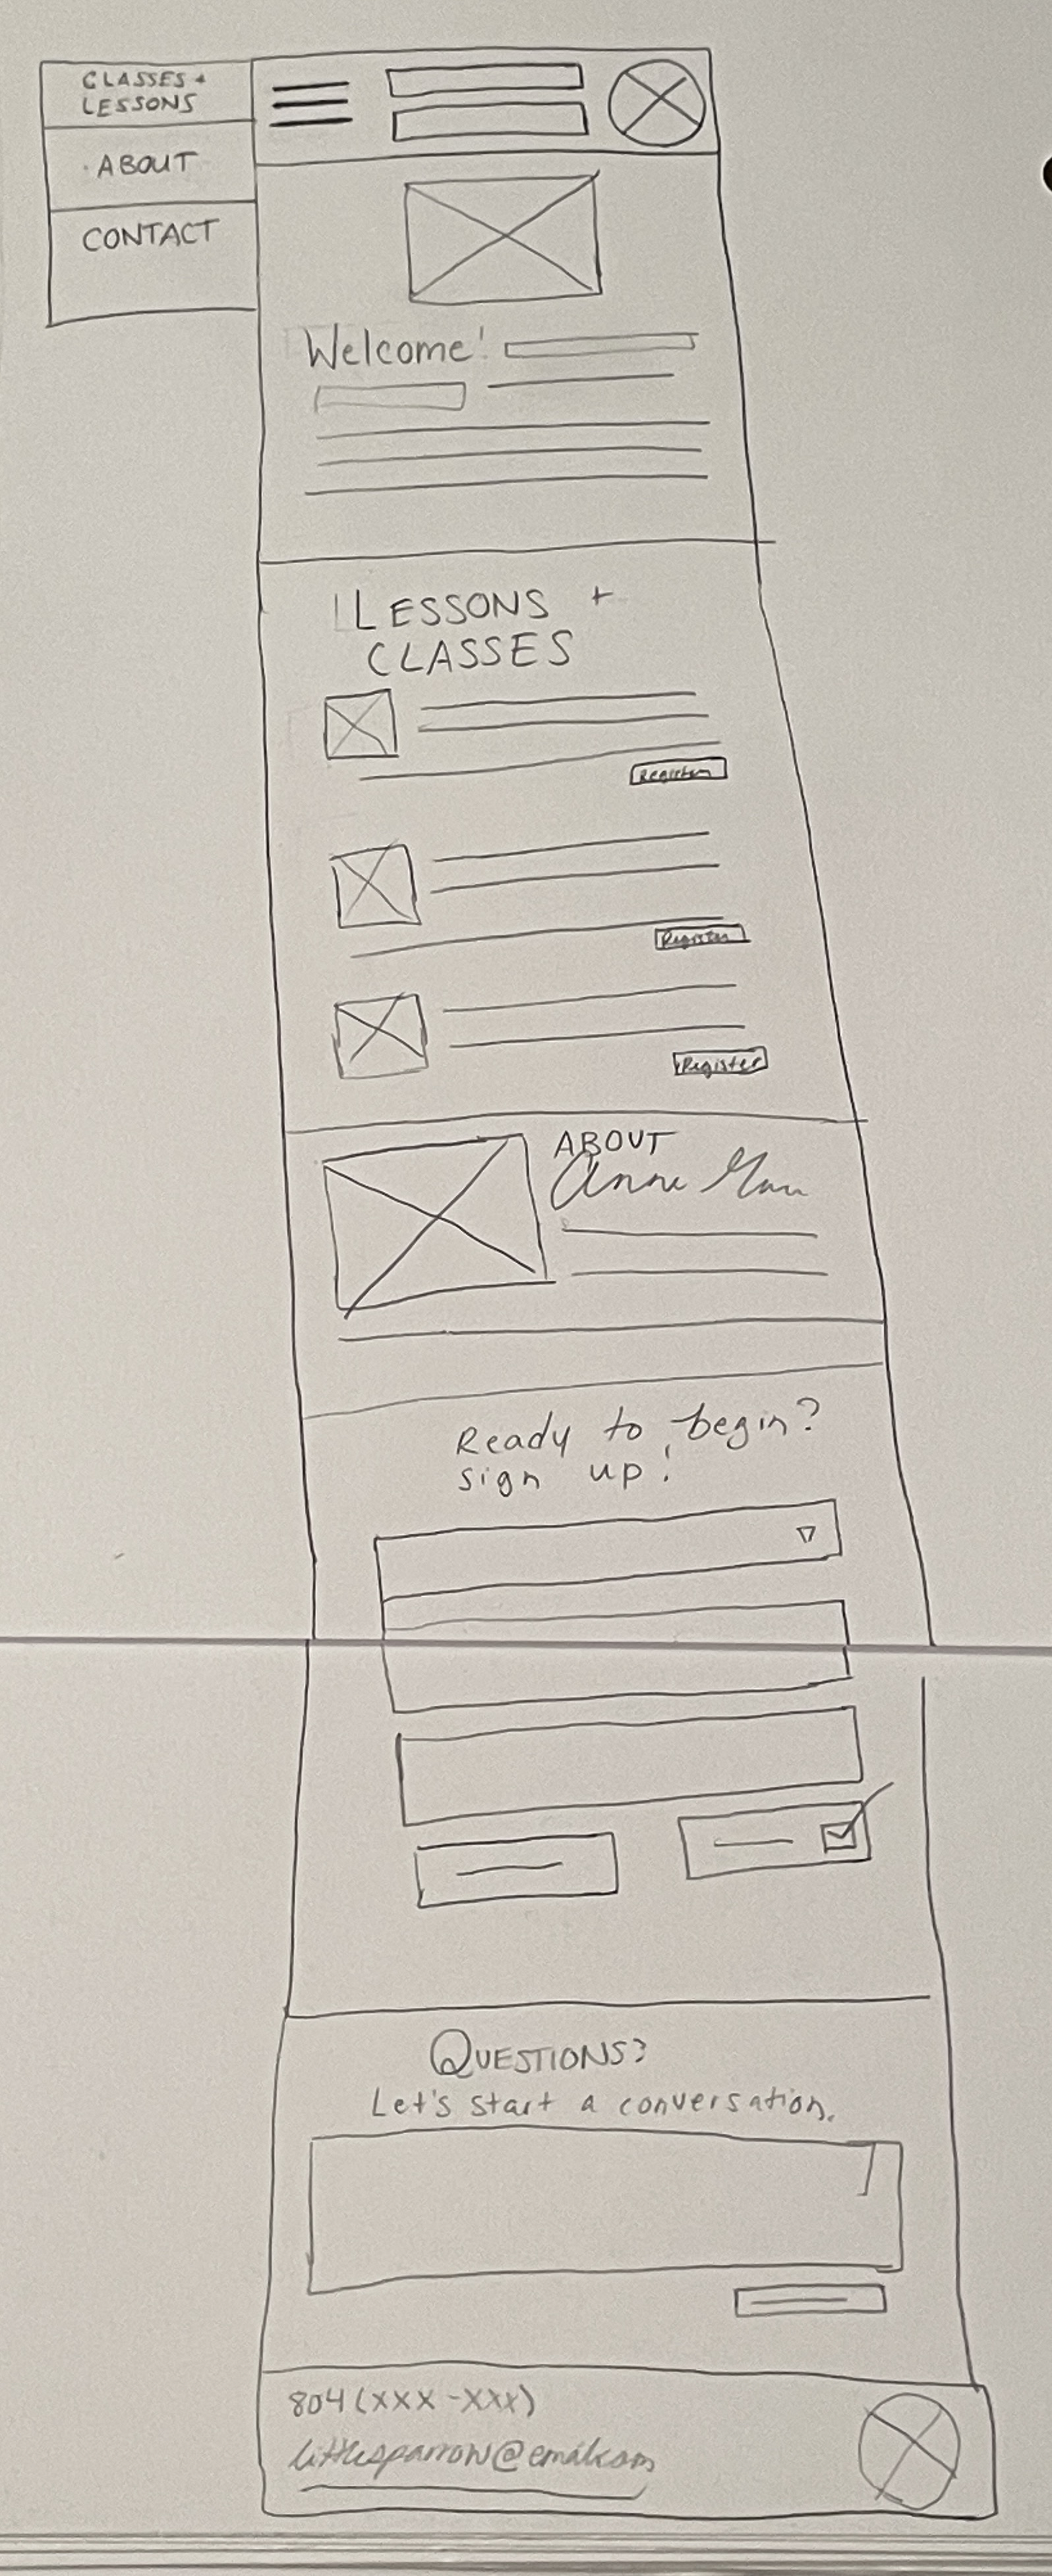 CLASSES +
LESSONS
ABOUT
CONTACT
Welcome!
LESSONS +
CLASSES
Register
Register
Register
ABOUT
Anne
Ready to begin?
sign up!
QUESTIONS?
Let's start a conversation.
804(XXX-XXX)
littlesparrow@email.com